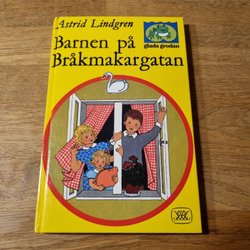 Astrid Lindgren
Barnen på
Bråkmakargatan
glada grodan